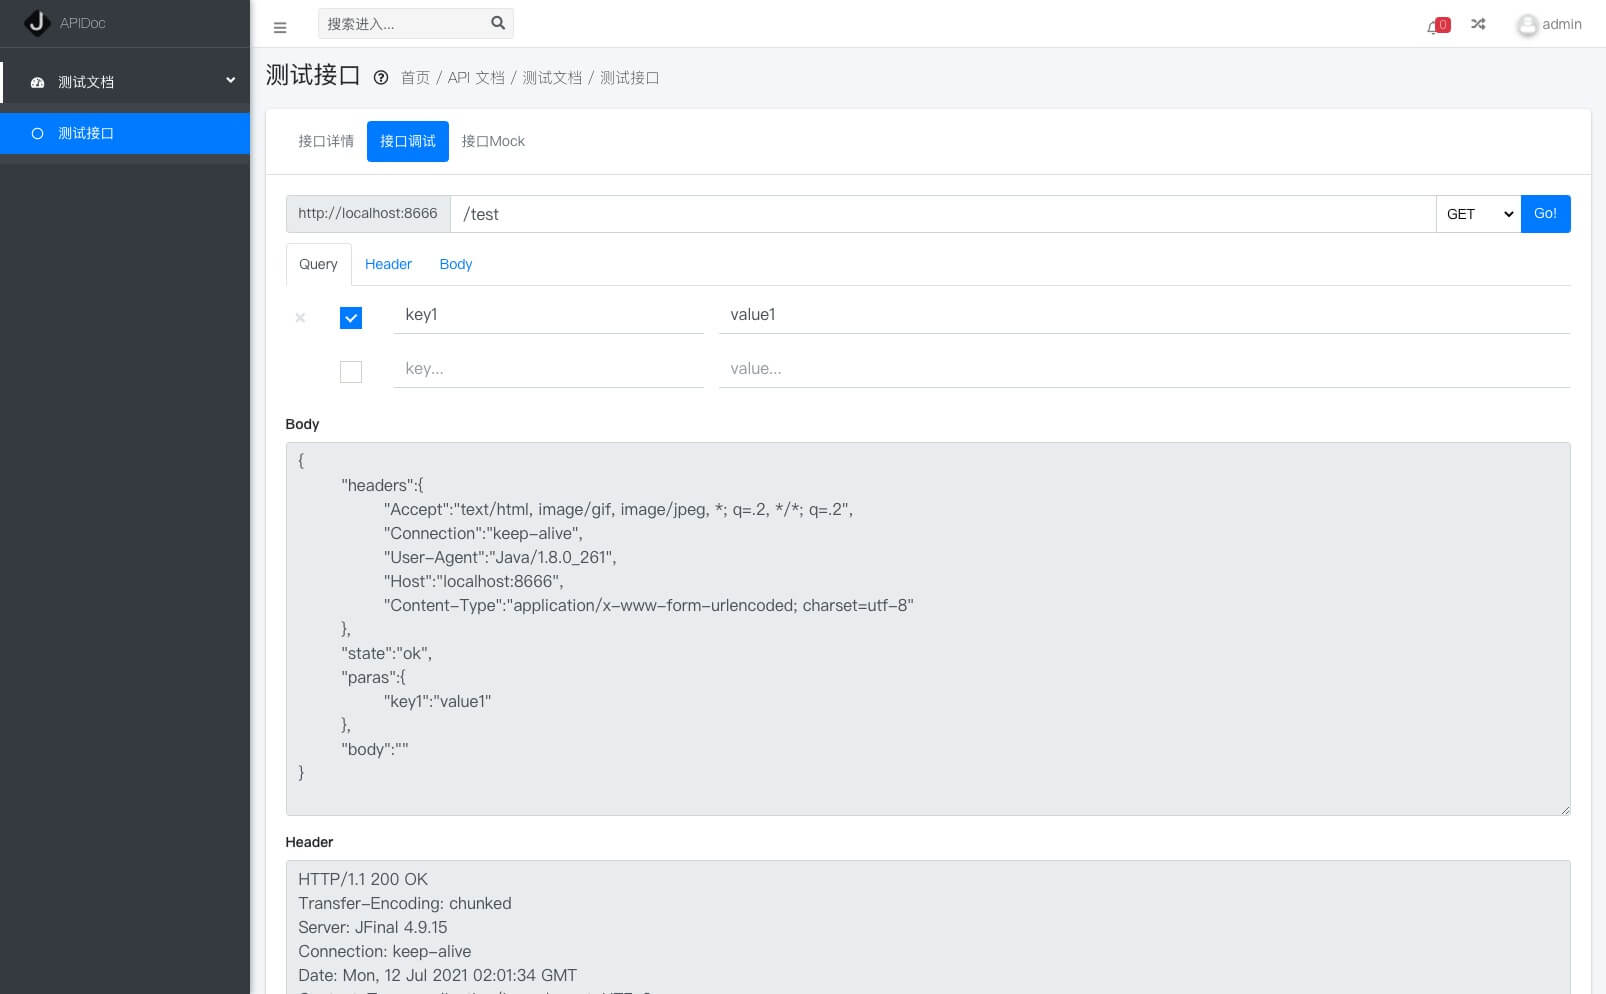 APIDoc
搜索进入...
0
admin
测试文档
测试接口
测试接口 首页 / API 文档 / 测试文档 / 测试接口
接口详情 接口调试 接口Mock
http://localhost:8666 /test GET Go!
Query Header Body
key1 value1
key... value...
Body
{
"headers":{
"Accept":"text/html, image/gif, image/jpeg, *; q=.2, */*; q=.2",
"Connection":"keep-alive",
"User-Agent":"Java/1.8.0_261",
"Host":"localhost:8666",
"Content-Type":"application/x-www-form-urlencoded; charset=utf-8"
},
"state":"ok",
"paras":{
"key1":"value1"
},
"body":""
}
Header
HTTP/1.1 200 OK
Transfer-Encoding: chunked
Server: JFinal 4.9.15
Connection: keep-alive
Date: Mon, 12 Jul 2021 02:01:34 GMT